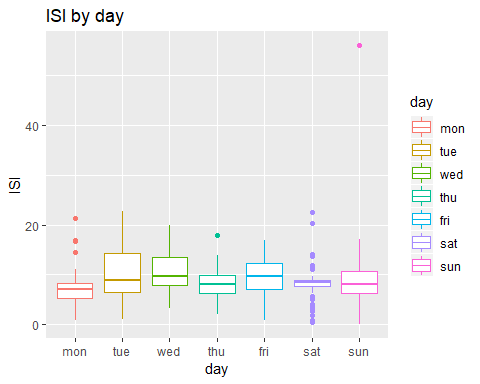 ISI by day
ISI
40
20
0
mon tue wed thu fri sat sun
day
day
mon
tue
wed
thu
fri
sat
sun